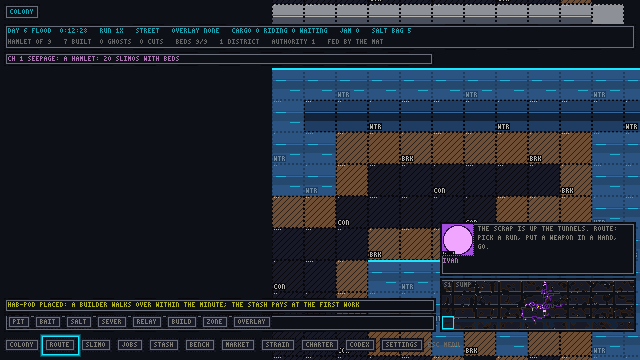 COLONY
DAY 6 FLOOD 0:12:28 RUN 1X STREET OVERLAY NONE CARGO 0 RIDING 0 WAITING JAM 0 SALT BAG 5
HAMLET OF 9 7 BUILT 0 GHOSTS 0 CUTS BEDS 9/9 1 DISTRICT AUTHORITY 1 FED BY THE MAT
CH 1 SEEPAGE: A HAMLET: 20 SLIMOS WITH BEDS
WTR WTR
WTR WTR WTR
WTR BRK BRK
WTR CON BRK
CON CON
THE SCRAP IS UP THE TUNNELS. ROUTE: PICK A RUN, PUT A WEAPON IN A HAND, GO.
IVAN
BRK
CON WTR
S1 SUMP
HAB-POD PLACED: A BUILDER WALKS OVER WITHIN THE MINUTE; THE STASH PAYS AT THE FIRST WORK
PIT BAIT SALT SEVER RELAY BUILD ZONE OVERLAY
COLONY ROUTE SLIMO JOBS STASH BENCH MARKET STRAIN CHARTER CODEX SETTINGS ESC MENU